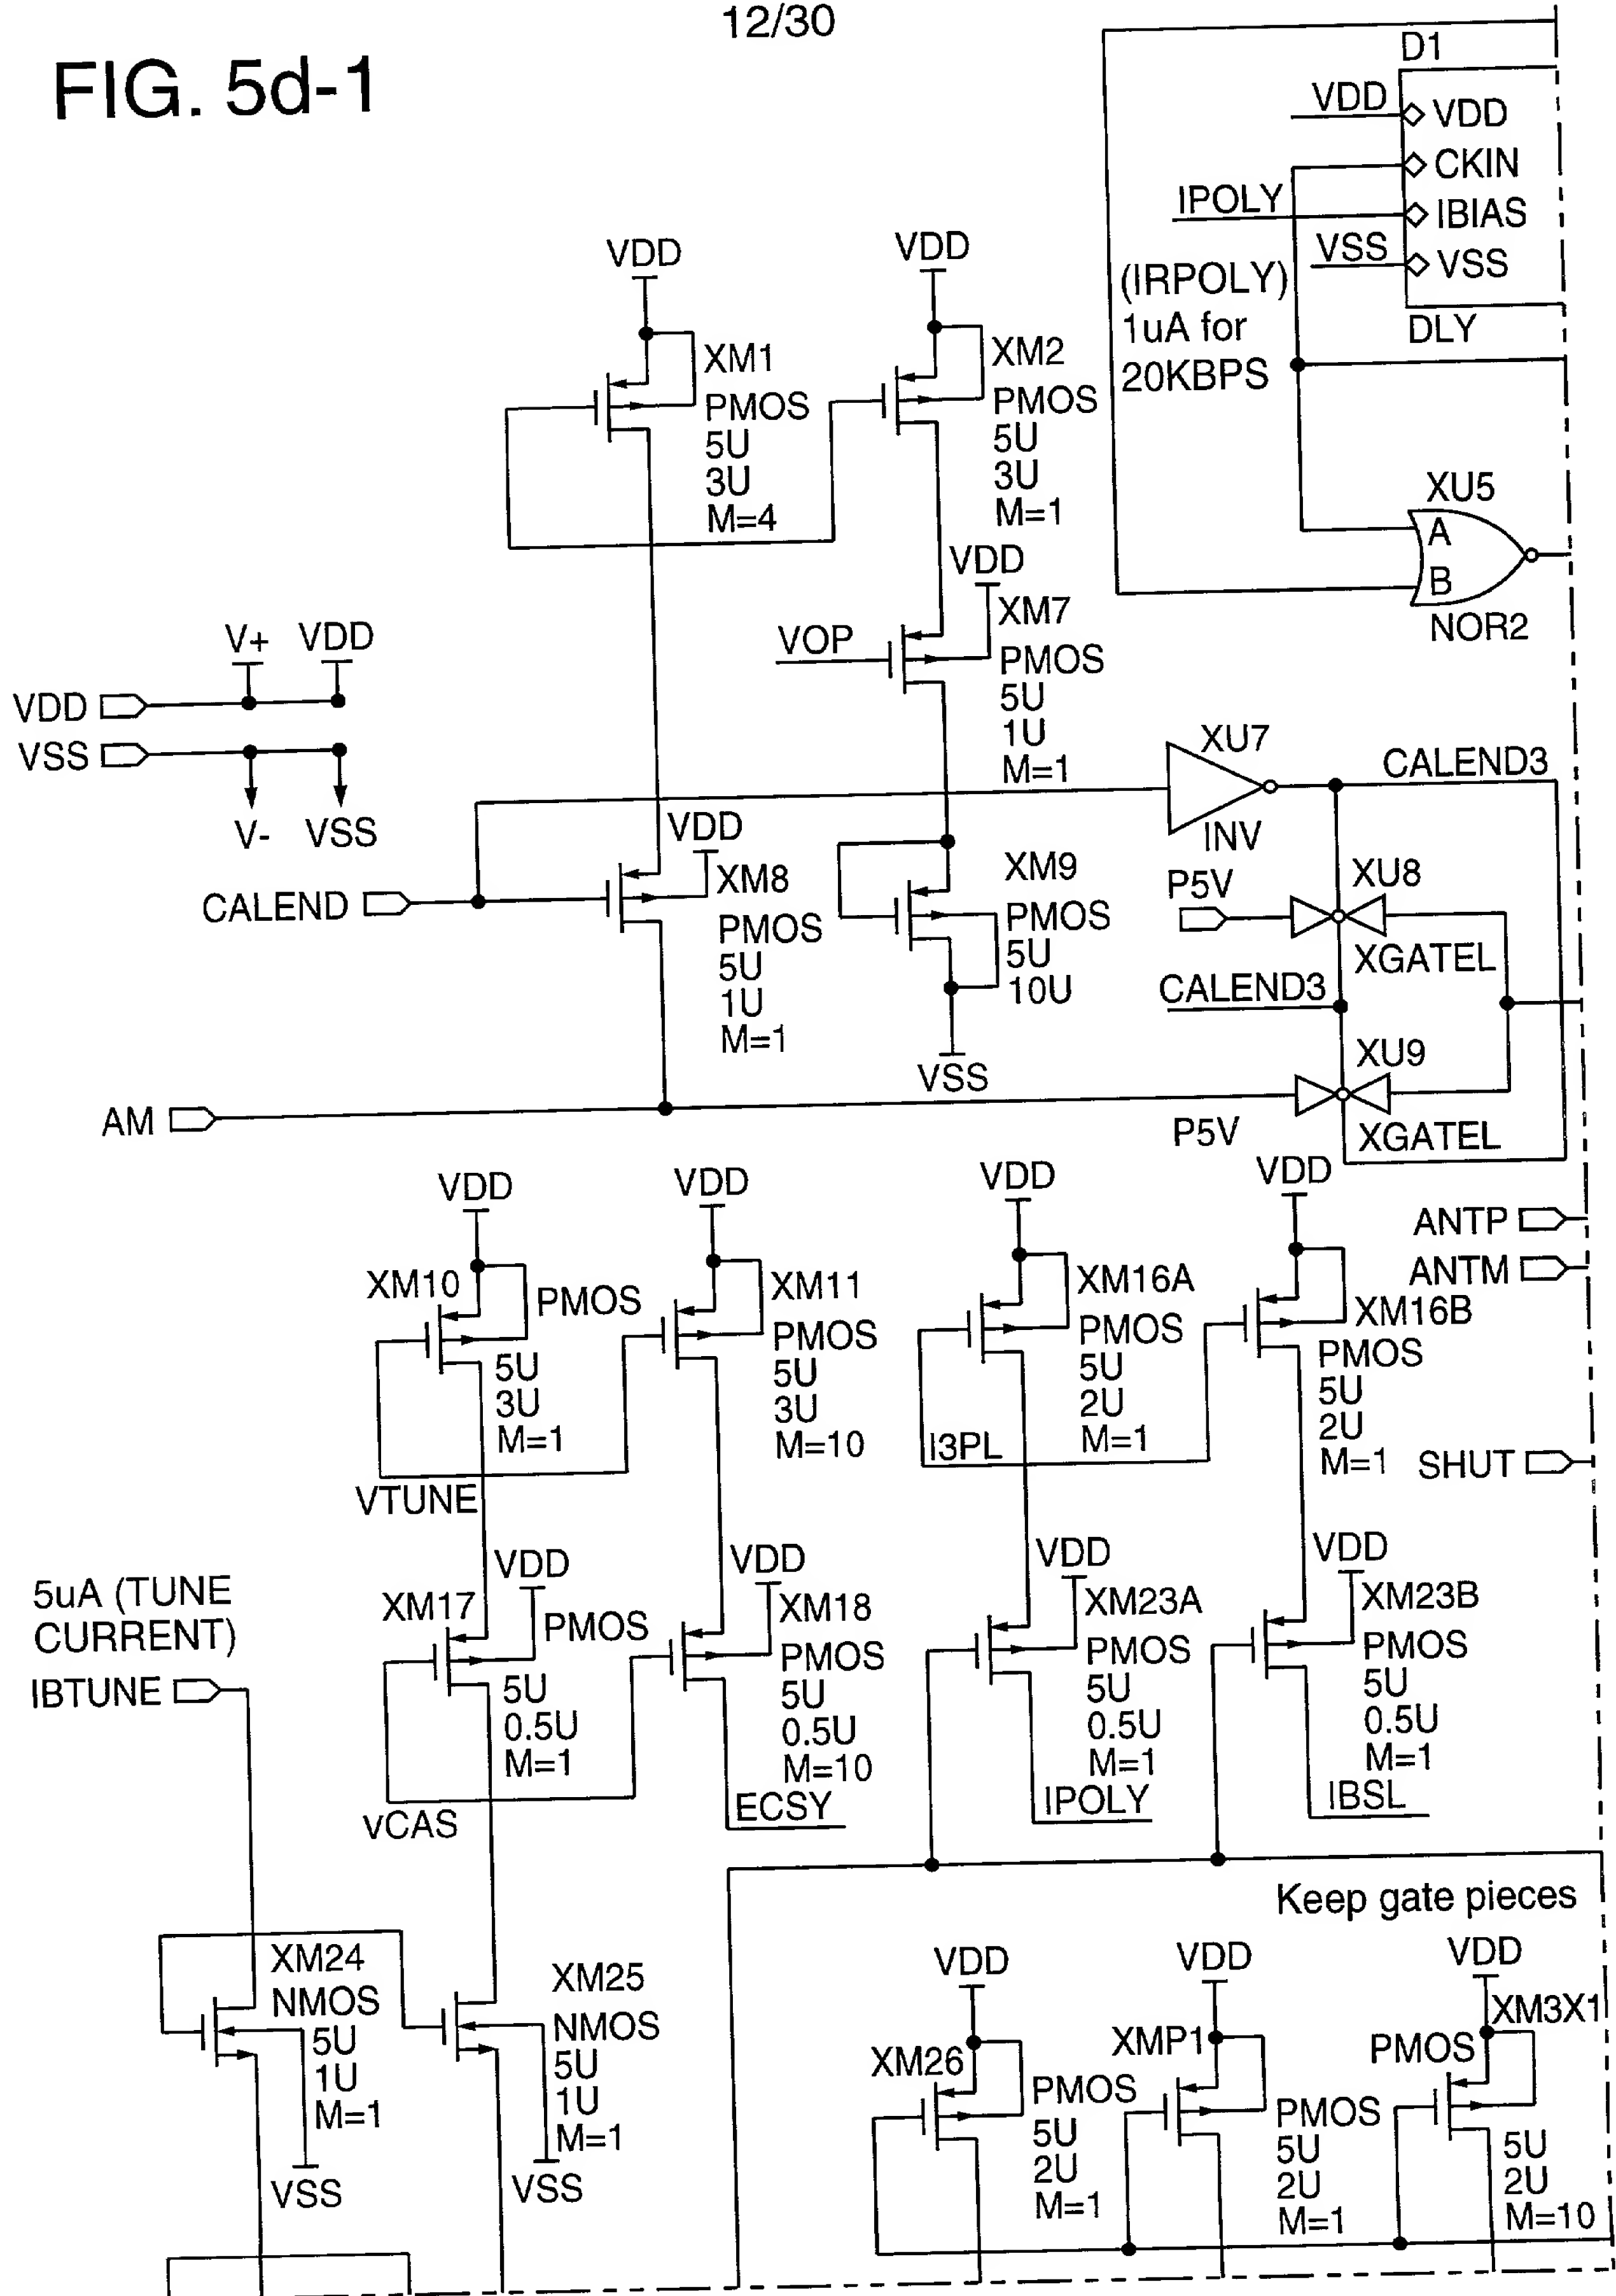 12/30
FIG. 5d-1
D1
VDD
VDD
CKIN
IPOLY
IBIAS
VSS
VSS
(IRPOLY)
1uA for
20KBPS
DLY
VDD
XM1
PMOS
5U
3U
M=4
VDD
XM2
PMOS
5U
3U
M=1
XU5
A
B
NOR2
VDD
XM7
VOP
PMOS
5U
1U
M=1
V+
VDD
VDD
VSS
V-
VSS
XU7
INV
CALEND3
CALEND
VDD
XM8
PMOS
5U
1U
M=1
XM9
PMOS
5U
10U
VSS
P5V
XU8
XGATEL
CALEND3
XU9
AM
P5V
XGATEL
VDD
XM10
PMOS
5U
3U
M=1
VDD
XM11
PMOS
5U
3U
M=10
VTUNE
VDD
XM16A
PMOS
5U
2U
M=1
I3PL
VDD
XM16B
PMOS
5U
2U
M=1
ANTP
ANTM
SHUT
5uA (TUNE
CURRENT)
IBTUNE
VDD
XM17
PMOS
5U
0.5U
M=1
vCAS
VDD
XM18
PMOS
5U
0.5U
M=10
ECSY
VDD
XM23A
PMOS
5U
0.5U
M=1
IPOLY
VDD
XM23B
PMOS
5U
0.5U
M=1
IBSL
Keep gate pieces
XM24
NMOS
5U
1U
M=1
VSS
XM25
NMOS
5U
1U
M=1
VSS
VDD
XM26
PMOS
5U
2U
M=1
VDD
XMP1
PMOS
5U
2U
M=1
VDD
XM3X1
PMOS
5U
2U
M=10